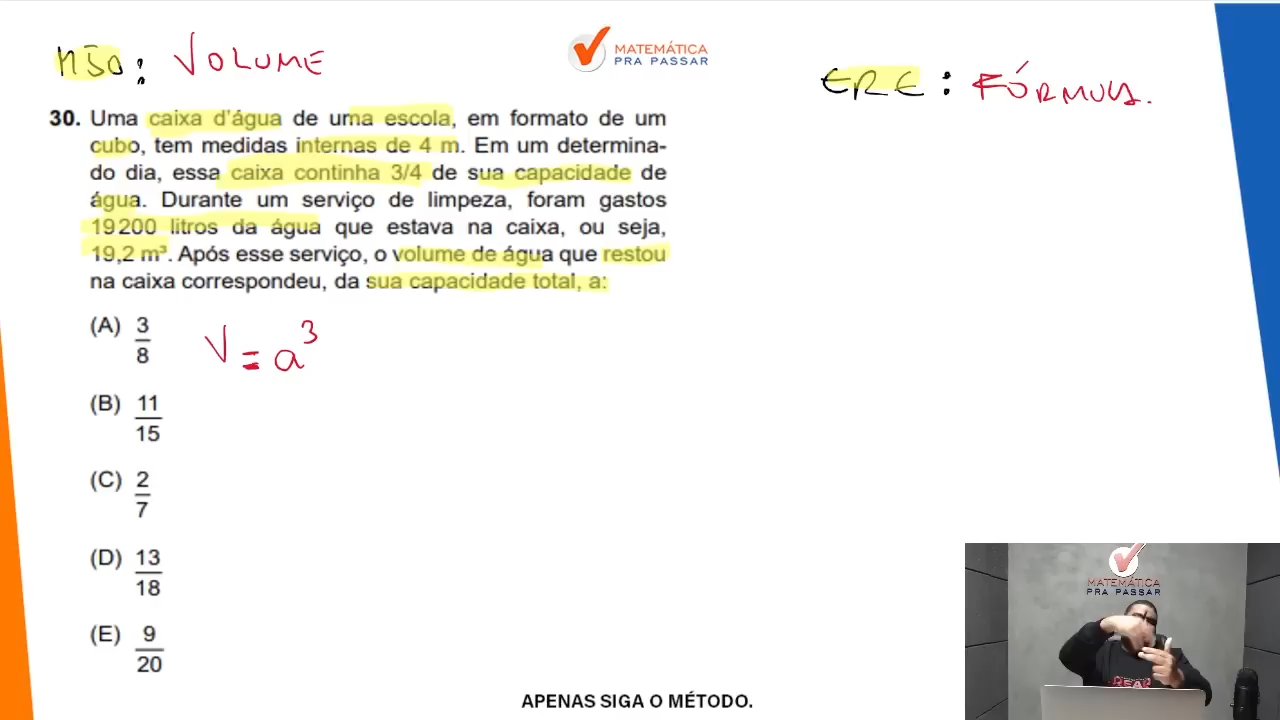 MÃO: VOLUME
MATEMÁTICA
PRA PASSAR
ERE: FÓRMULA.
30. Uma caixa d'água de uma escola, em formato de um
cubo, tem medidas internas de 4 m. Em um determina-
do dia, essa caixa continha 3/4 de sua capacidade de
água. Durante um serviço de limpeza, foram gastos
19 200 litros da água que estava na caixa, ou seja,
19,2 m³. Após esse serviço, o volume de água que restou
na caixa correspondeu, da sua capacidade total, a:
(A) 3/8
V = a³
(B) 11/15
(C) 2/7
(D) 13/18
(E) 9/20
MATEMÁTICA
PRA PASSAR
APENAS SIGA O MÉTODO.